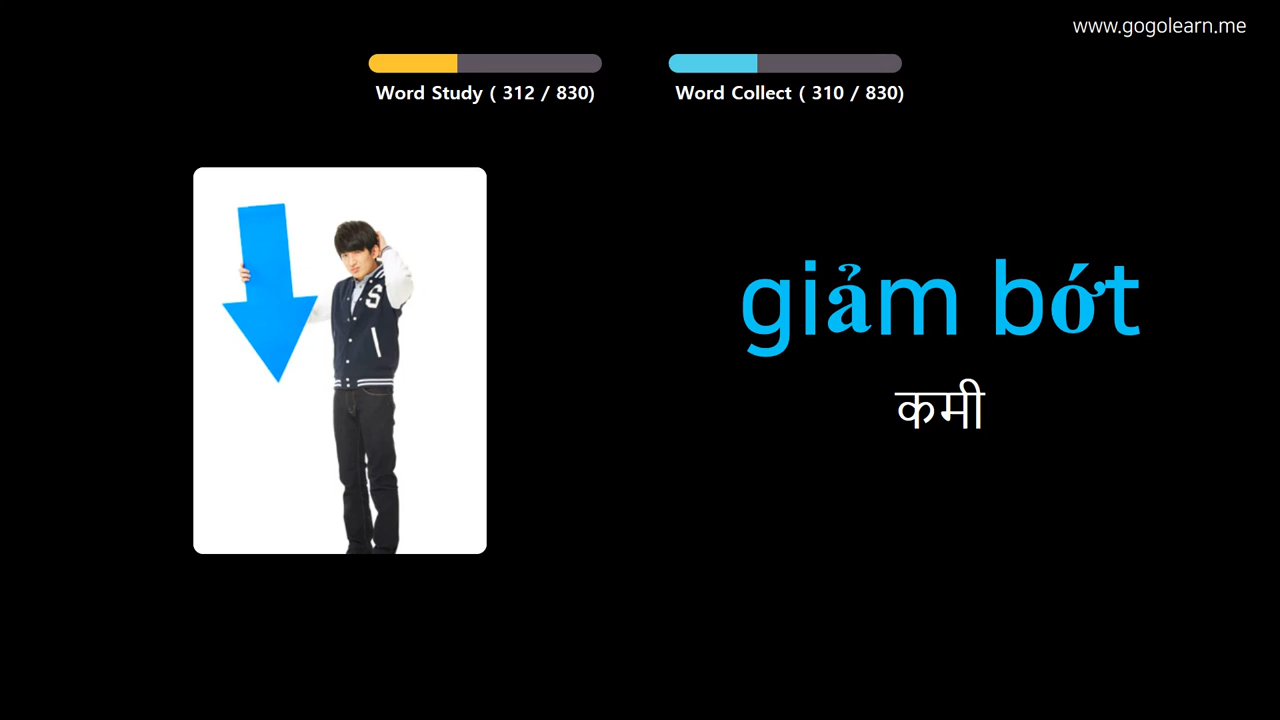 www.gogolearn.me
Word Study ( 312 / 830)
Word Collect ( 310 / 830)
S
giảm bớt
कमी